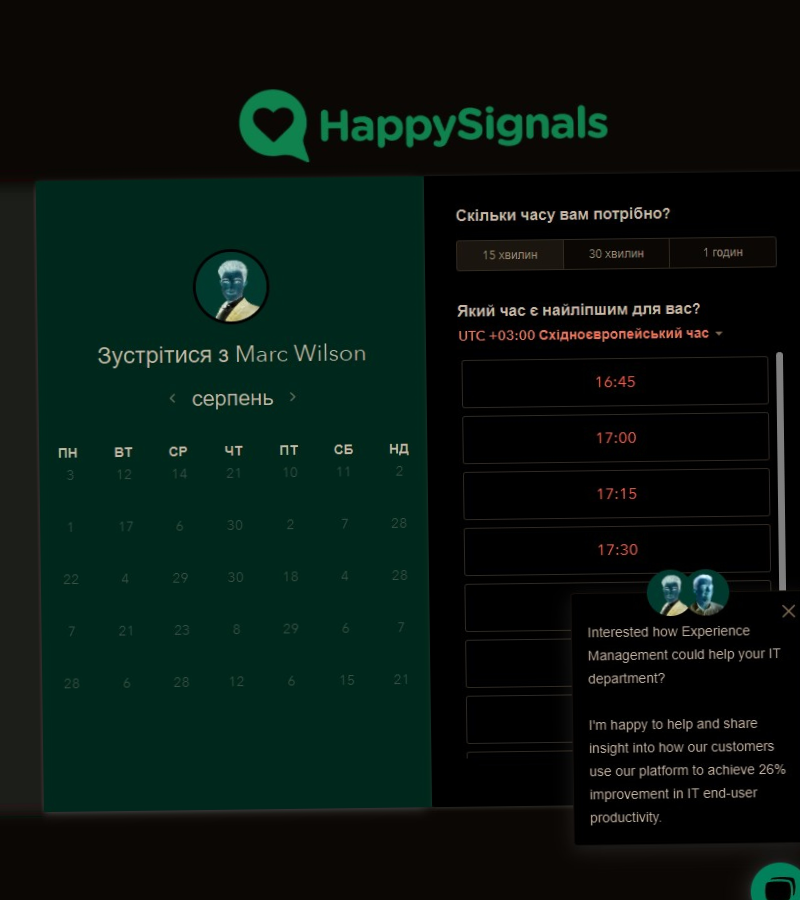 HappySignals
Зустрітися з Marc Wilson
серпень
ПН ВТ СР ЧТ ПТ СБ НД
3 12 14 21 10 11 2
1 17 6 30 2 7 28
22 4 29 30 18 4 28
7 21 23 8 29 6 7
28 6 28 12 6 15 21
Скільки часу вам потрібно?
15 хвилин 30 хвилин 1 годин
Який час є найліпшим для вас?
UTC +03:00 Східноєвропейський час
16:45
17:00
17:15
17:30
Interested how Experience
Management could help your IT
department?
I'm happy to help and share
insight into how our customers
use our platform to achieve 26%
improvement in IT end-user
productivity.